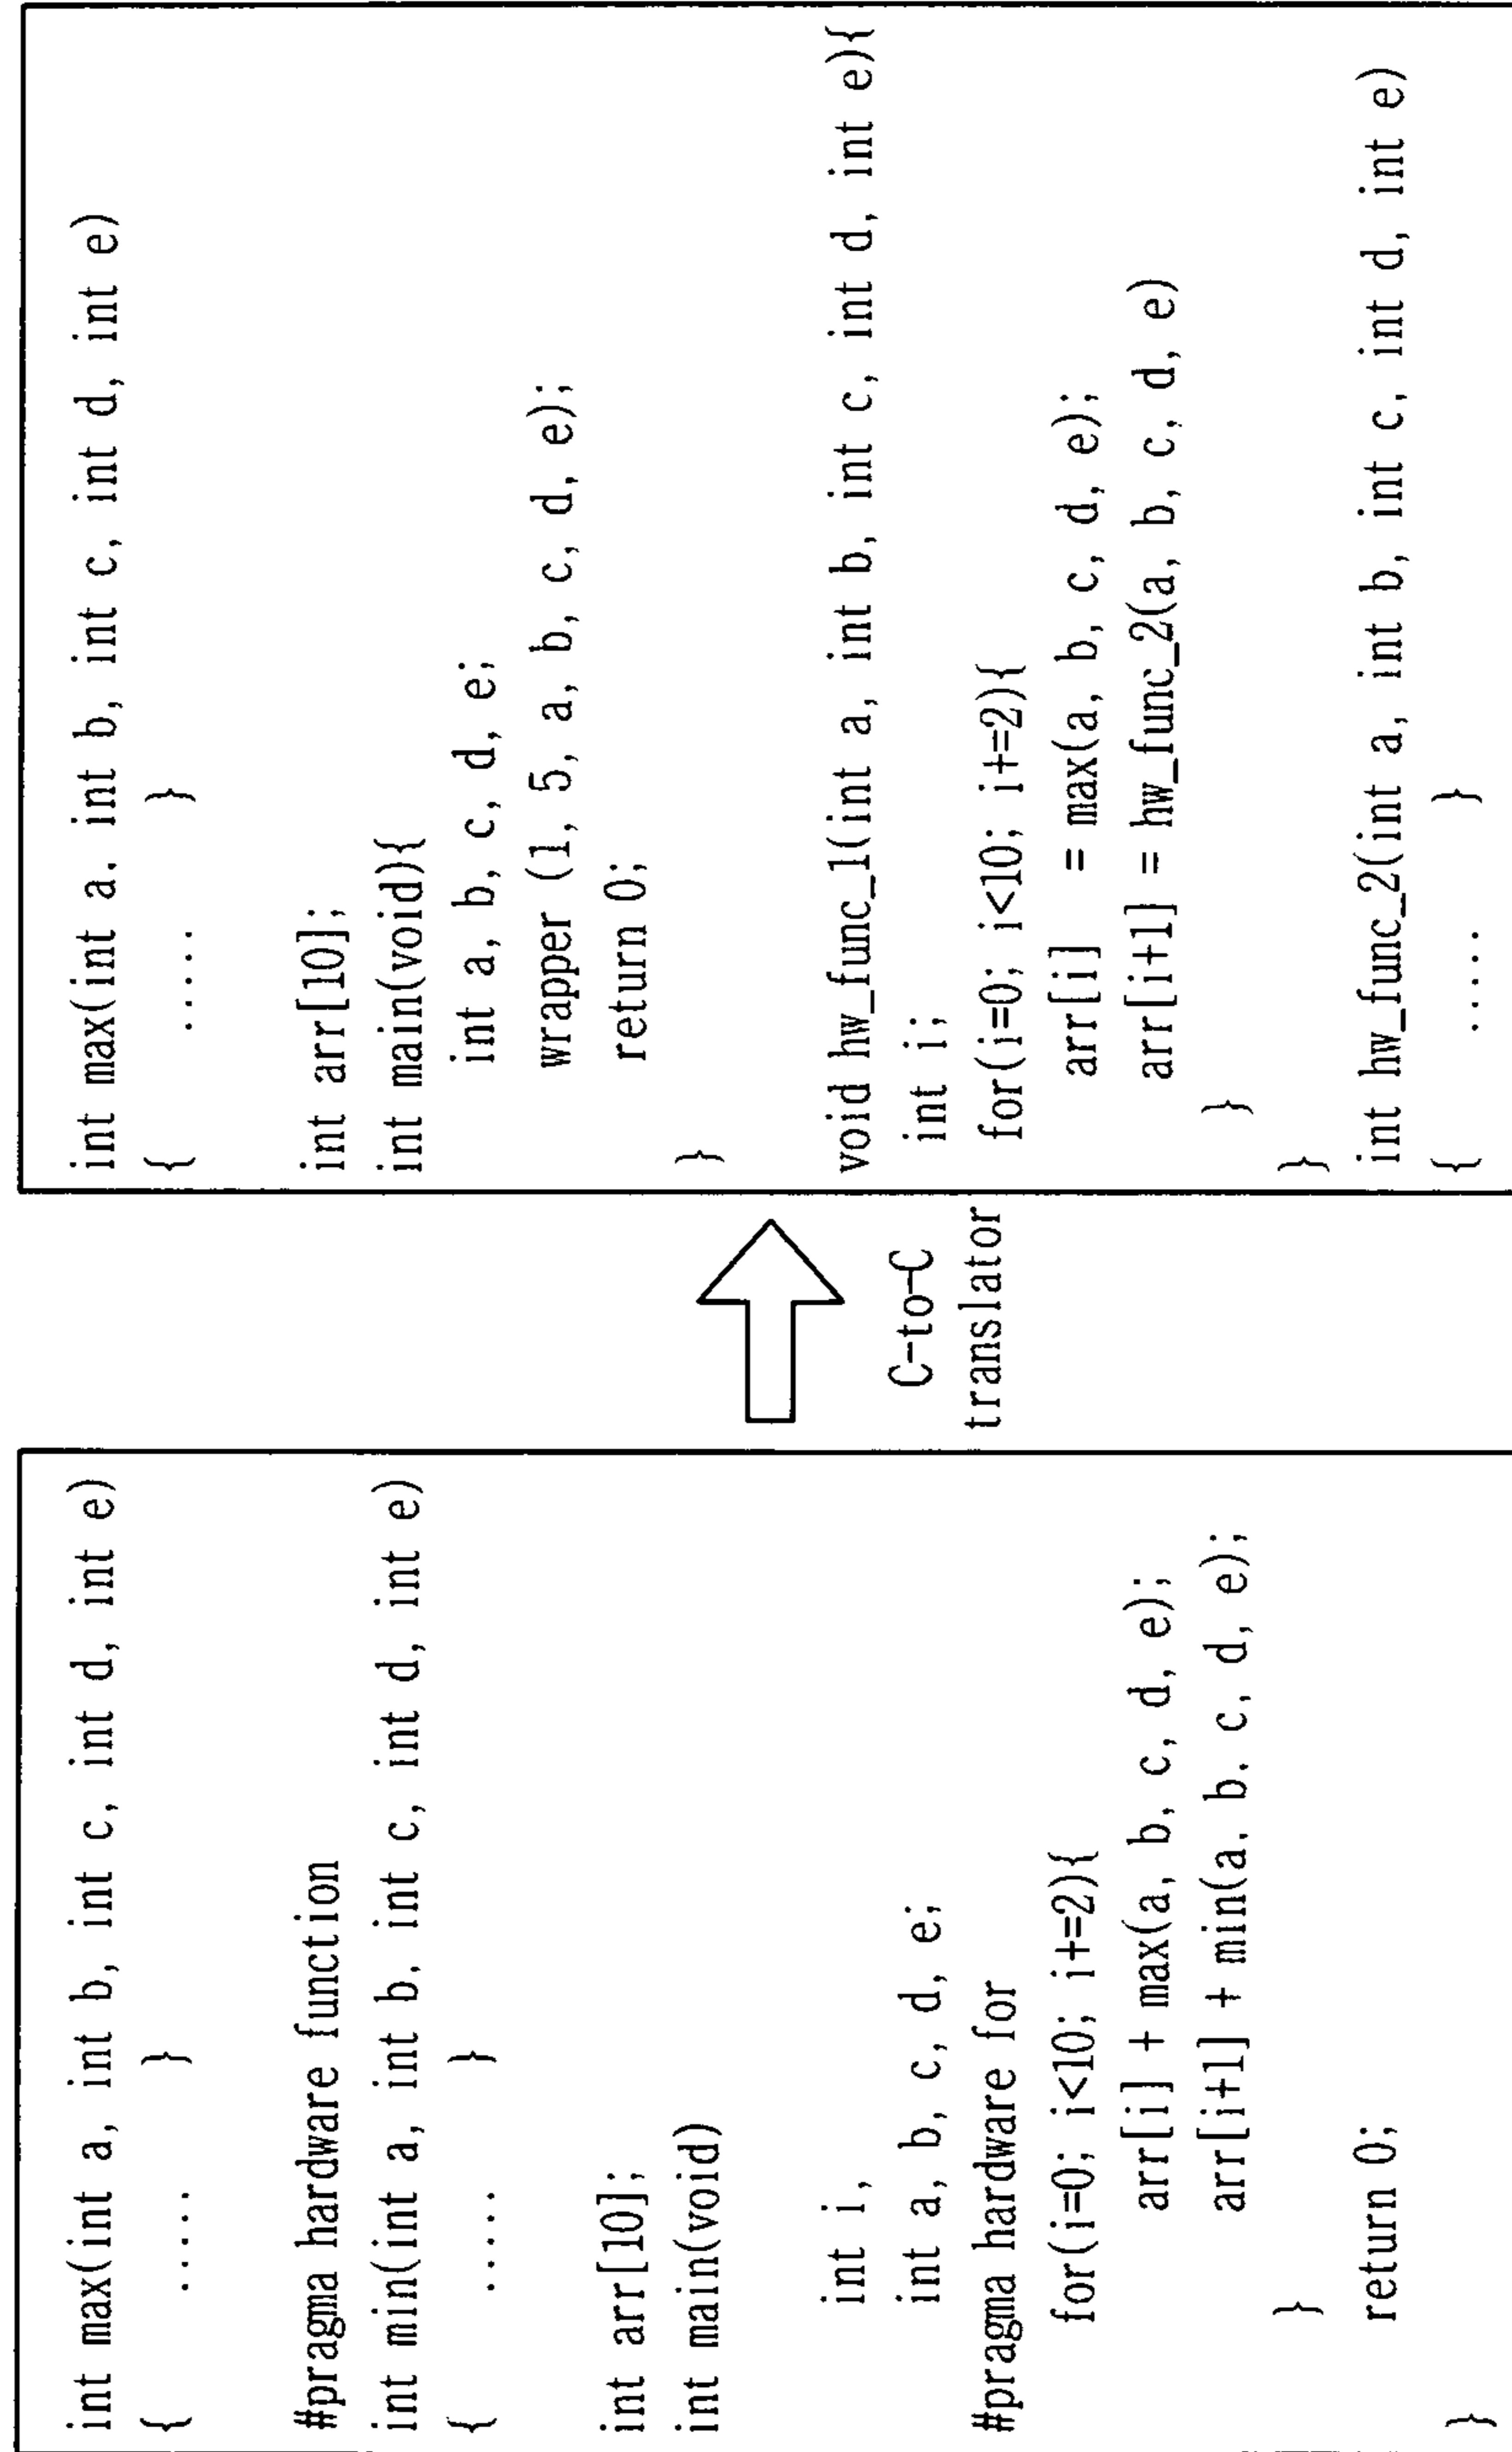 int max(int a, int b, int c, int d, int e)
{ ..... }
#pragma hardware function
int min(int a, int b, int c, int d, int e)
{ ..... }
int arr[10];
int main(void)
int i,
int a, b, c, d, e;
#pragma hardware for
for(i=0; i<10; i+=2){
arr[i] + max(a, b, c, d, e);
arr[i+1] + min(a, b, c, d, e);
}
return 0;
}
C-to-C
translator
int max(int a, int b, int c, int d, int e)
{ ..... }
int arr[10];
int main(void){
int a, b, c, d, e;
wrapper (1, 5, a, b, c, d, e);
return 0;
}
void hw_func_1(int a, int b, int c, int d, int e){
int i;
for(i=0; i<10; i+=2){
arr[i] = max(a, b, c, d, e);
arr[i+1] = hw_func_2(a, b, c, d, e)
}
}
int hw_func_2(int a, int b, int c, int d, int e)
{ ..... }